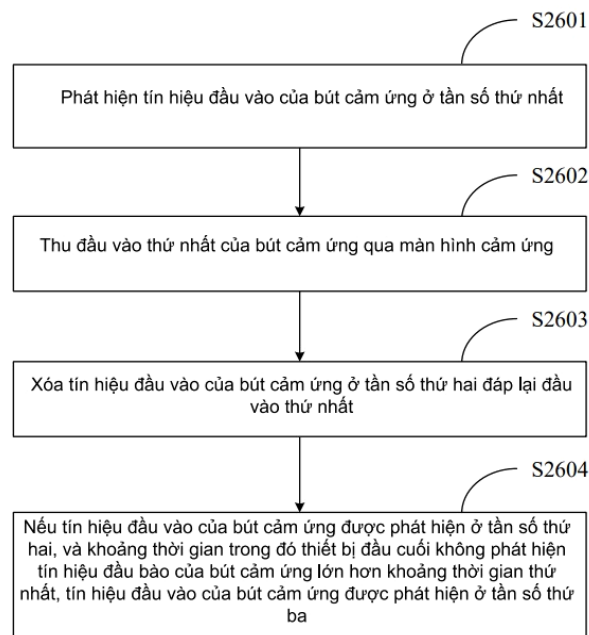 S2601
Phát hiện tín hiệu đầu vào của bút cảm ứng ở tần số thứ nhất
S2602
Thu đầu vào thứ nhất của bút cảm ứng qua màn hình cảm ứng
S2603
Xóa tín hiệu đầu vào của bút cảm ứng ở tần số thứ hai đáp lại đầu
vào thứ nhất
S2604
Nếu tín hiệu đầu vào của bút cảm ứng được phát hiện ở tần số thứ
hai, và khoảng thời gian trong đó thiết bị đầu cuối không phát hiện
tín hiệu đầu bào của bút cảm ứng lớn hơn khoảng thời gian thứ
nhất, tín hiệu đầu vào của bút cảm ứng được phát hiện ở tần số thứ
ba